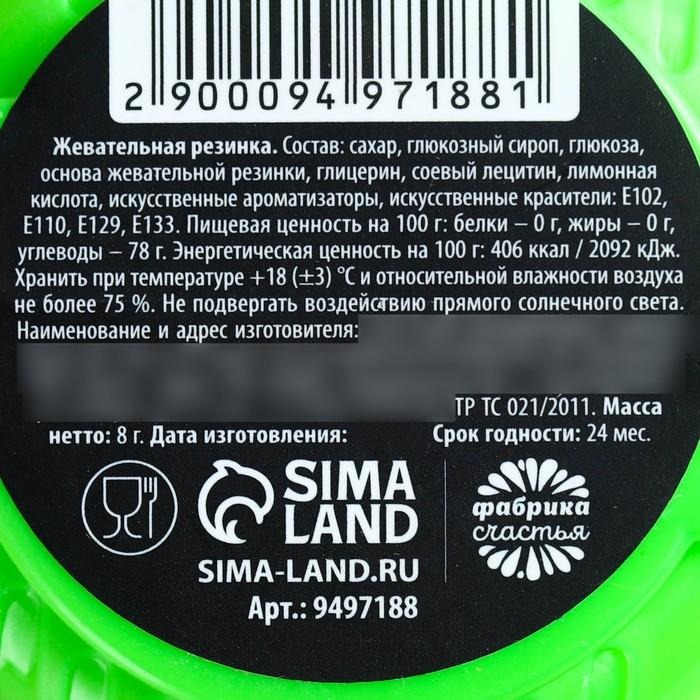 2 900094 971881
Жевательная резинка. Состав: сахар, глюкозный сироп, глюкоза,
основа жевательной резинки, глицерин, соевый лецитин, лимонная
кислота, искусственные ароматизаторы, искусственные красители: Е102,
Е110, Е129, Е133. Пищевая ценность на 100 г: белки – 0 г, жиры – 0 г,
углеводы – 78 г. Энергетическая ценность на 100 г: 406 ккал / 2092 кДж.
Хранить при температуре +18 (±3) °С и относительной влажности воздуха
не более 75 %. Не подвергать воздействию прямого солнечного света.
Наименование и адрес изготовителя:
ТР ТС 021/2011. Масса
нетто: 8 г. Дата изготовления: Срок годности: 24 мес.
SIMA
LAND
фабрика
счастья
SIMA-LAND.RU
Арт.: 9497188